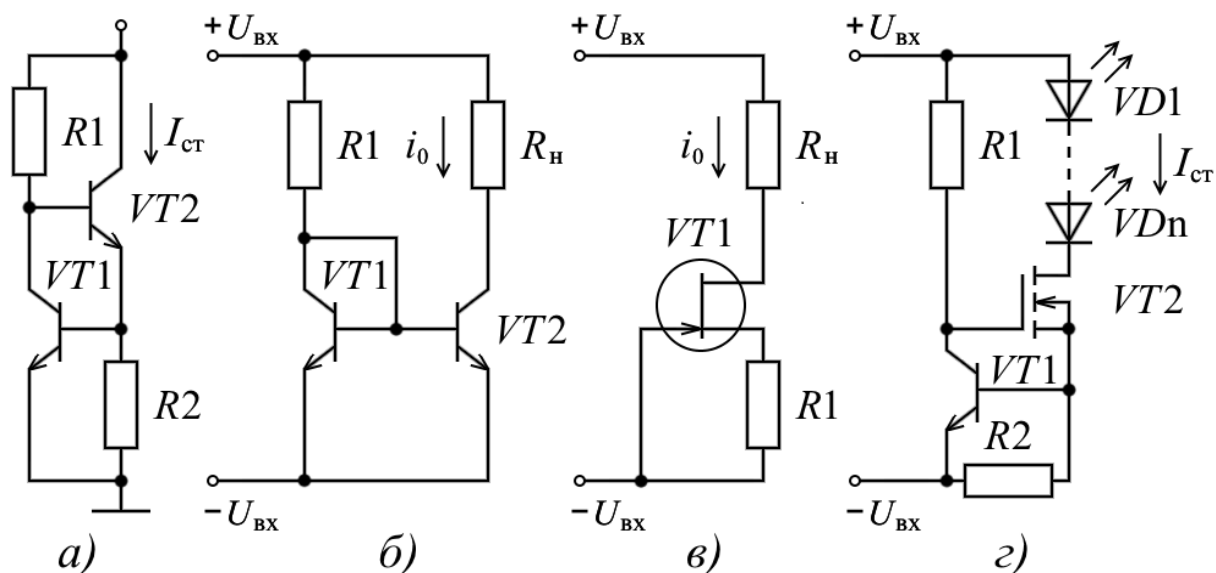 +Uвх
+Uвх
+Uвх
R1
Iст
R1
i₀
Rн
i₀
Rн
R1
VD1
Iст
VDn
VT2
VT1
VT1
VT2
VT1
VT2
VT1
R2
R1
R2
−Uвх
−Uвх
−Uвх
а)
б)
в)
г)